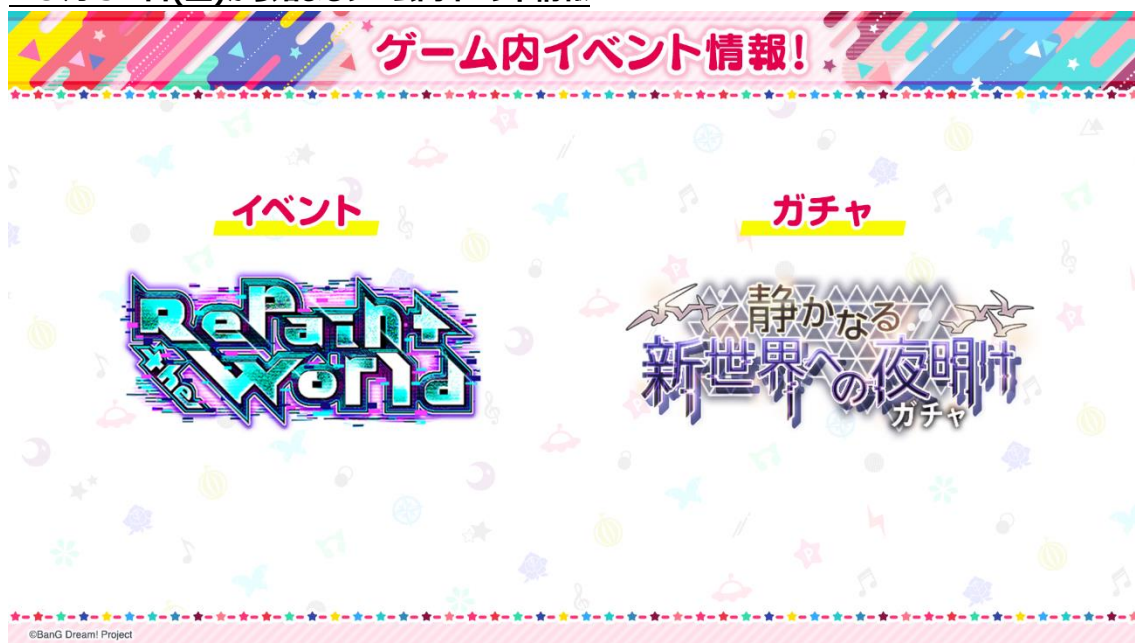 ゲーム内イベント情報!
イベント
ガチャ
RePaint
the World
静かなる
新世界への夜明け
ガチャ
©BanG Dream! Project